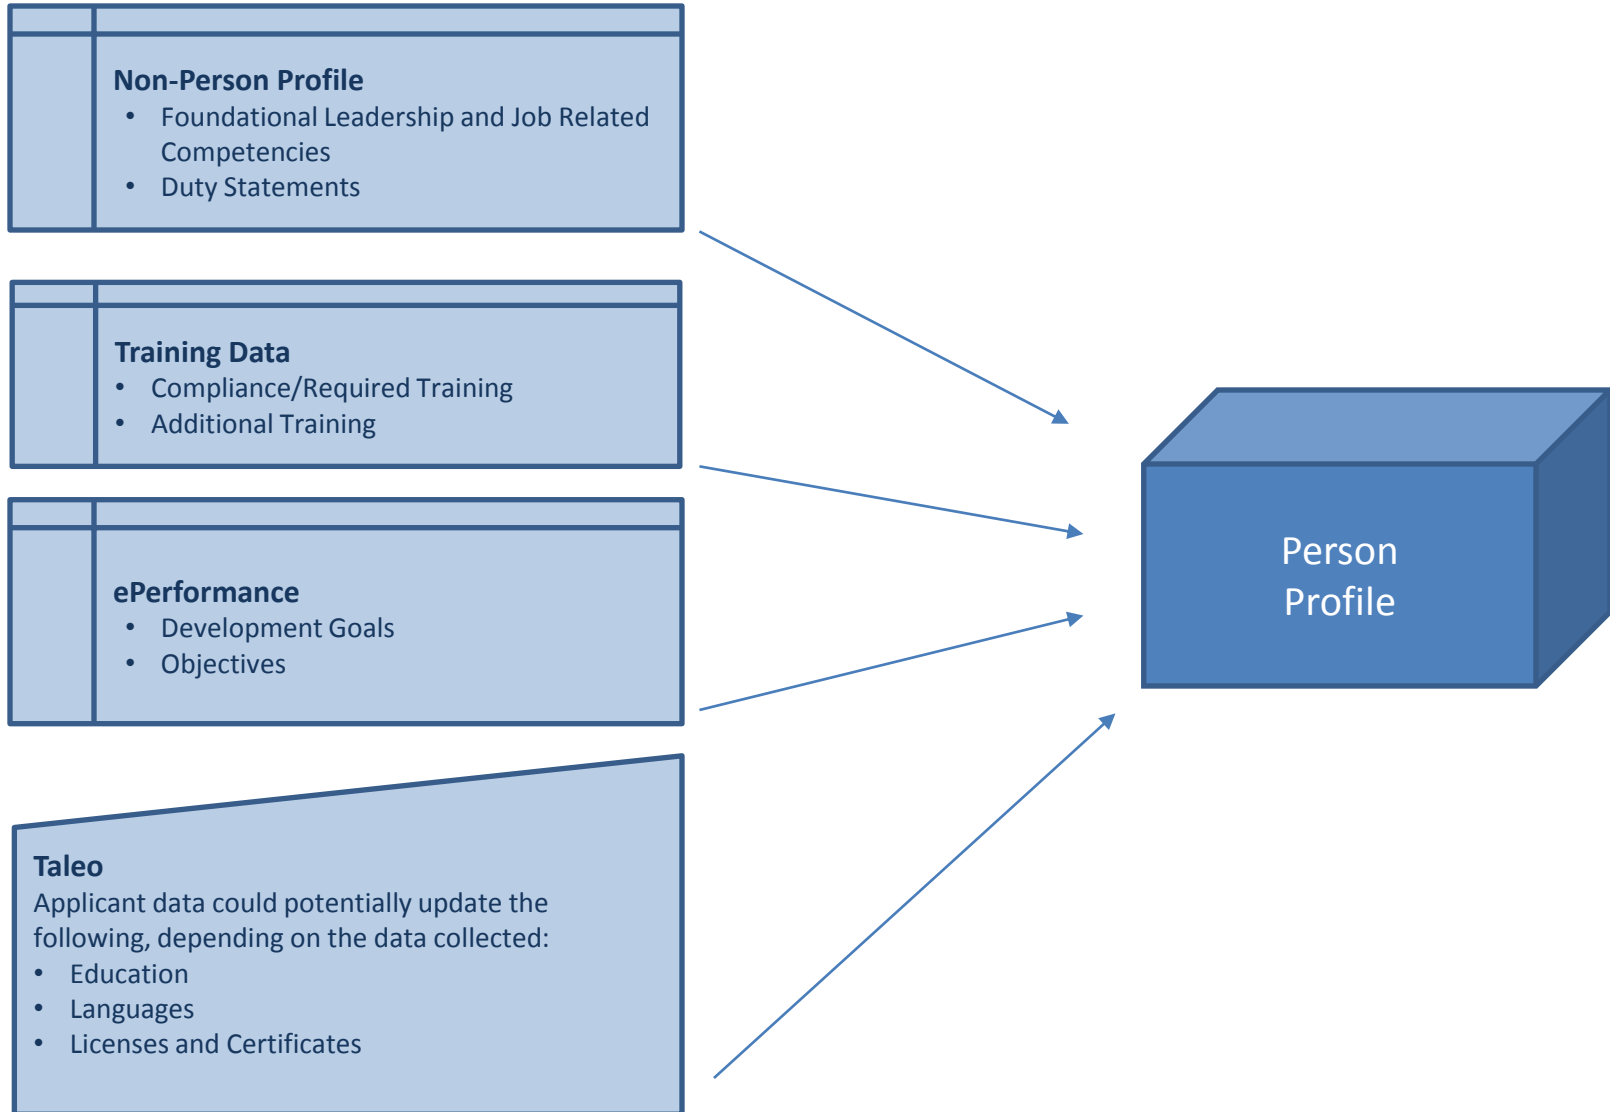 Non-Person Profile
• Foundational Leadership and Job Related
Competencies
• Duty Statements
Training Data
• Compliance/Required Training
• Additional Training
ePerformance
• Development Goals
• Objectives
Taleo
Applicant data could potentially update the
following, depending on the data collected:
• Education
• Languages
• Licenses and Certificates
Person
Profile